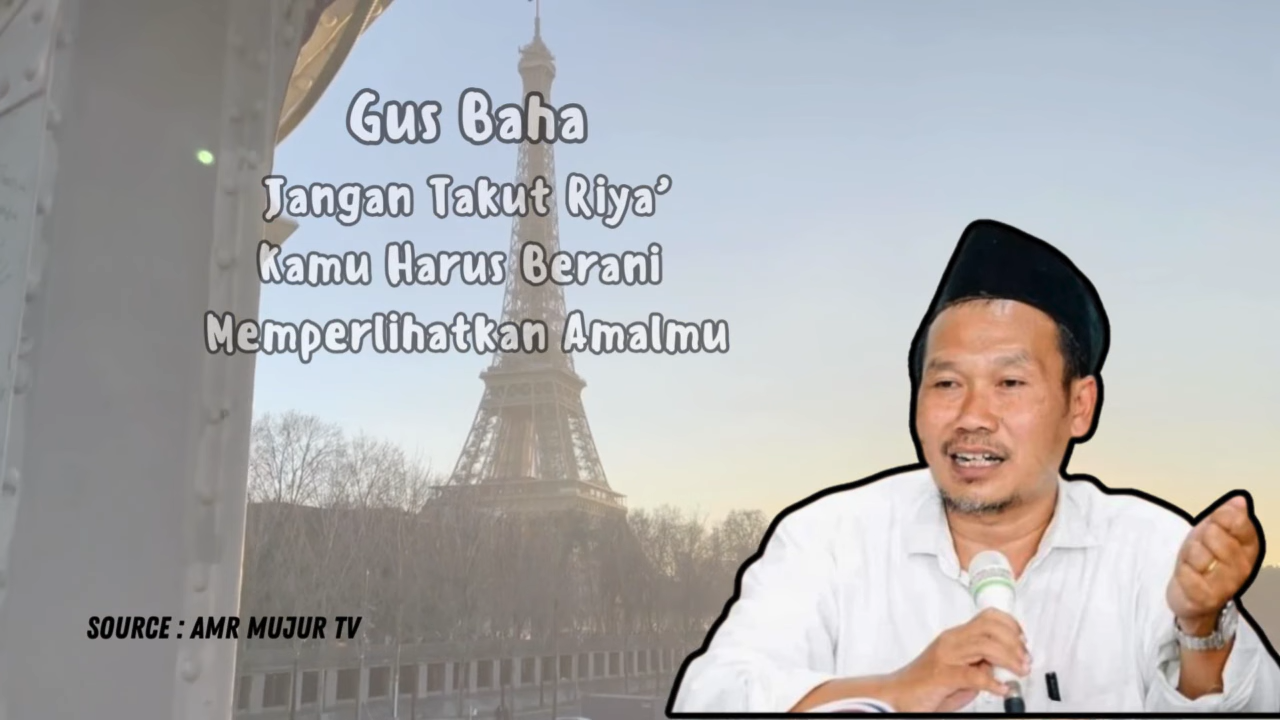 Gus Baha
Jangan Takut Riya’
Kamu Harus Berani
Memperlihatkan Amalmu
SOURCE : AMR MUJUR TV